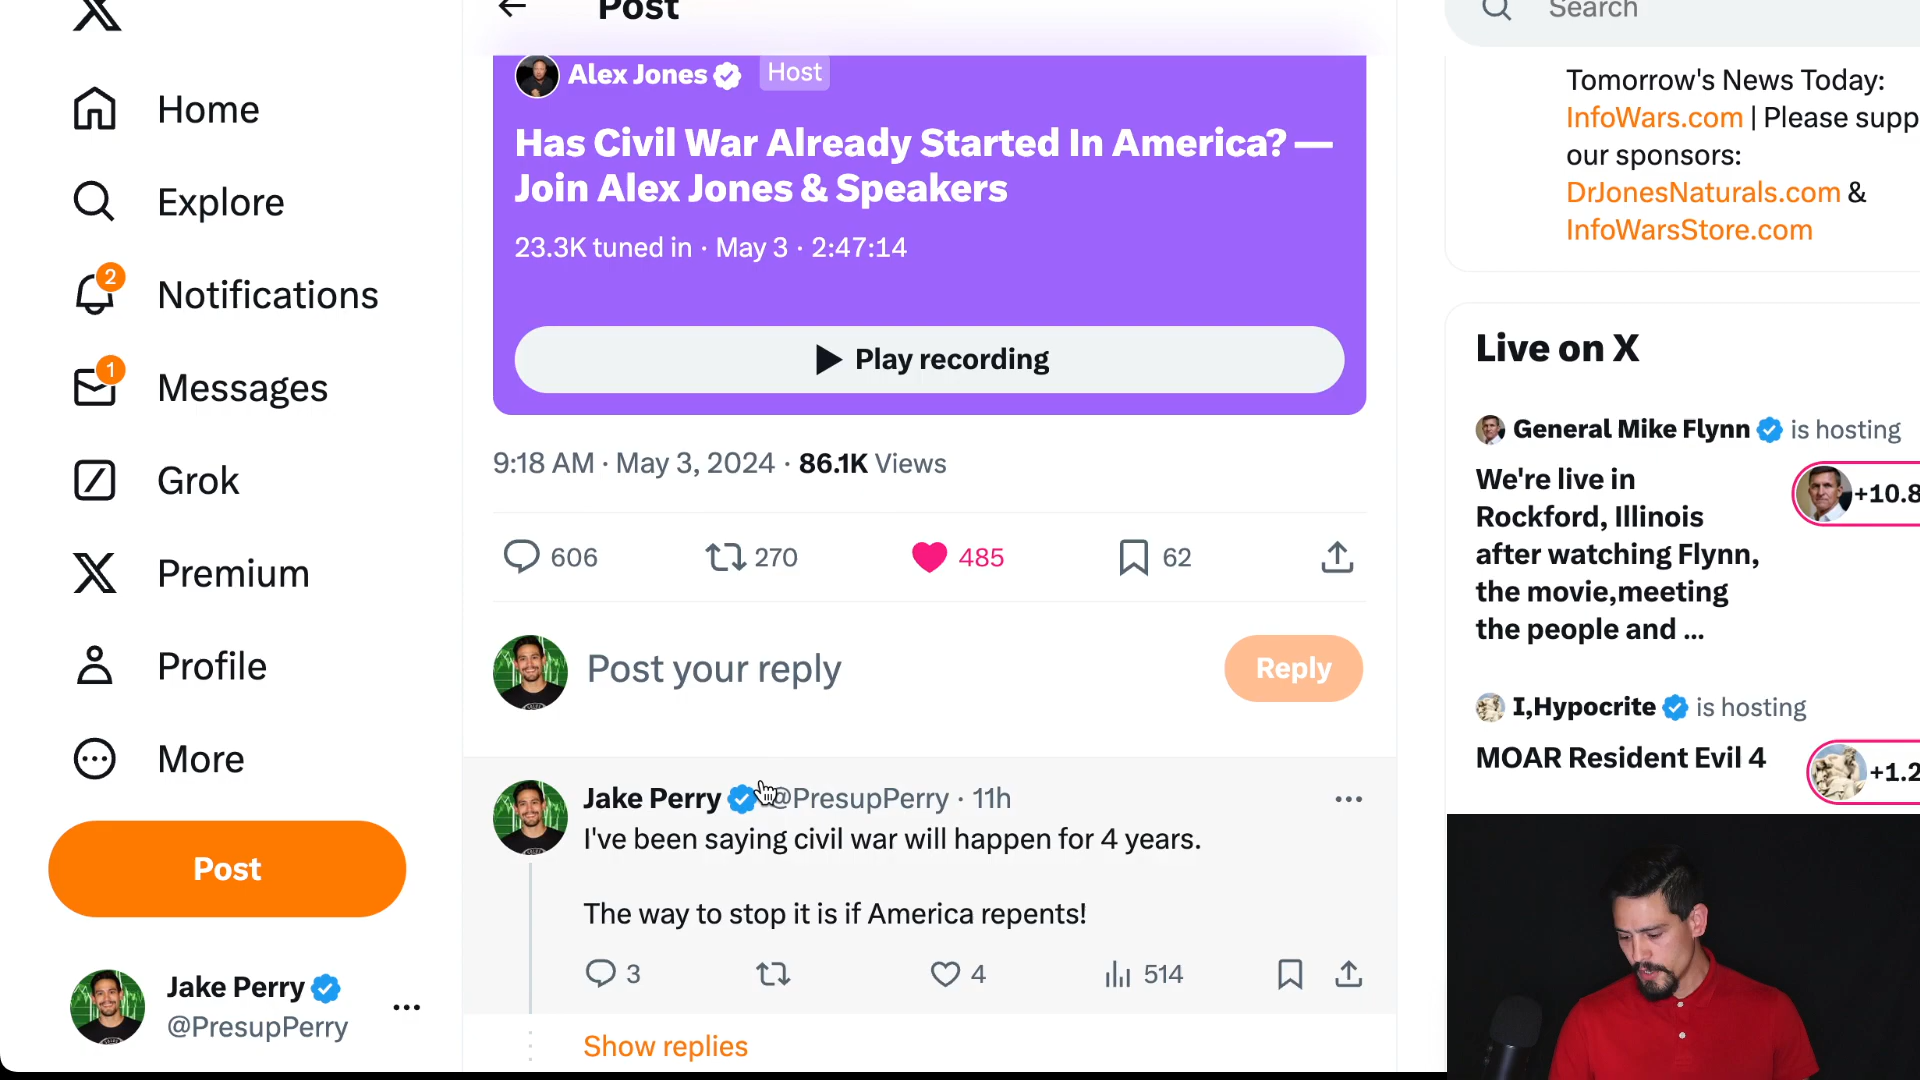 Post
Search
Home
Explore
2
Notifications
1
Messages
Grok
Premium
Profile
More
Post
Jake Perry
@PresupPerry
Alex Jones Host
Has Civil War Already Started In America? —
Join Alex Jones & Speakers
23.3K tuned in · May 3 · 2:47:14
Play recording
9:18 AM · May 3, 2024 · 86.1K Views
606 270 485 62
Post your reply
Reply
Jake Perry @PresupPerry · 11h
I've been saying civil war will happen for 4 years.
The way to stop it is if America repents!
3 4 514
Show replies
Tomorrow's News Today:
InfoWars.com | Please supp
our sponsors:
DrJonesNaturals.com &
InfoWarsStore.com
Live on X
General Mike Flynn is hosting
We're live in
Rockford, Illinois
after watching Flynn,
the movie,meeting
the people and ...
+10.8
I,Hypocrite is hosting
MOAR Resident Evil 4
+1.2